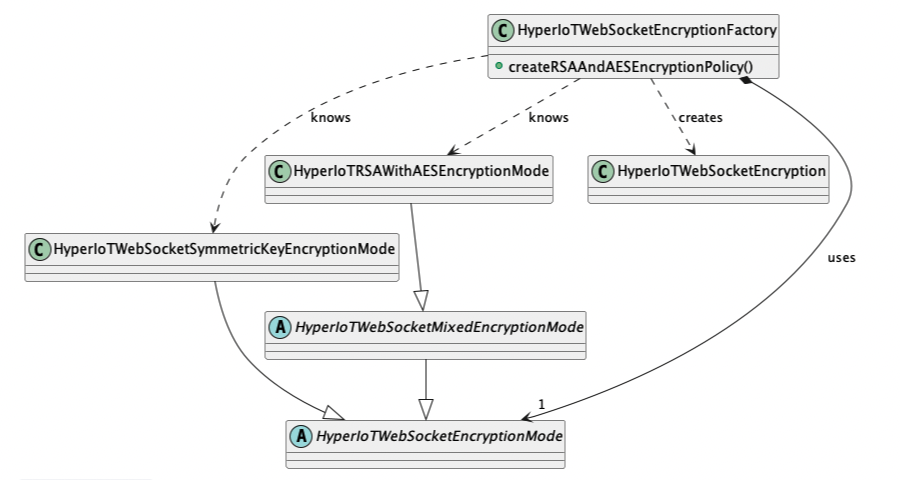 C HyperIoTWebSocketEncryptionFactory
createRSAAndAESEncryptionPolicy()
knows
knows
creates
C HyperIoTRSAWithAESEncryptionMode
C HyperIoTWebSocketEncryption
C HyperIoTWebSocketSymmetricKeyEncryptionMode
uses
A HyperIoTWebSocketMixedEncryptionMode
1
A HyperIoTWebSocketEncryptionMode